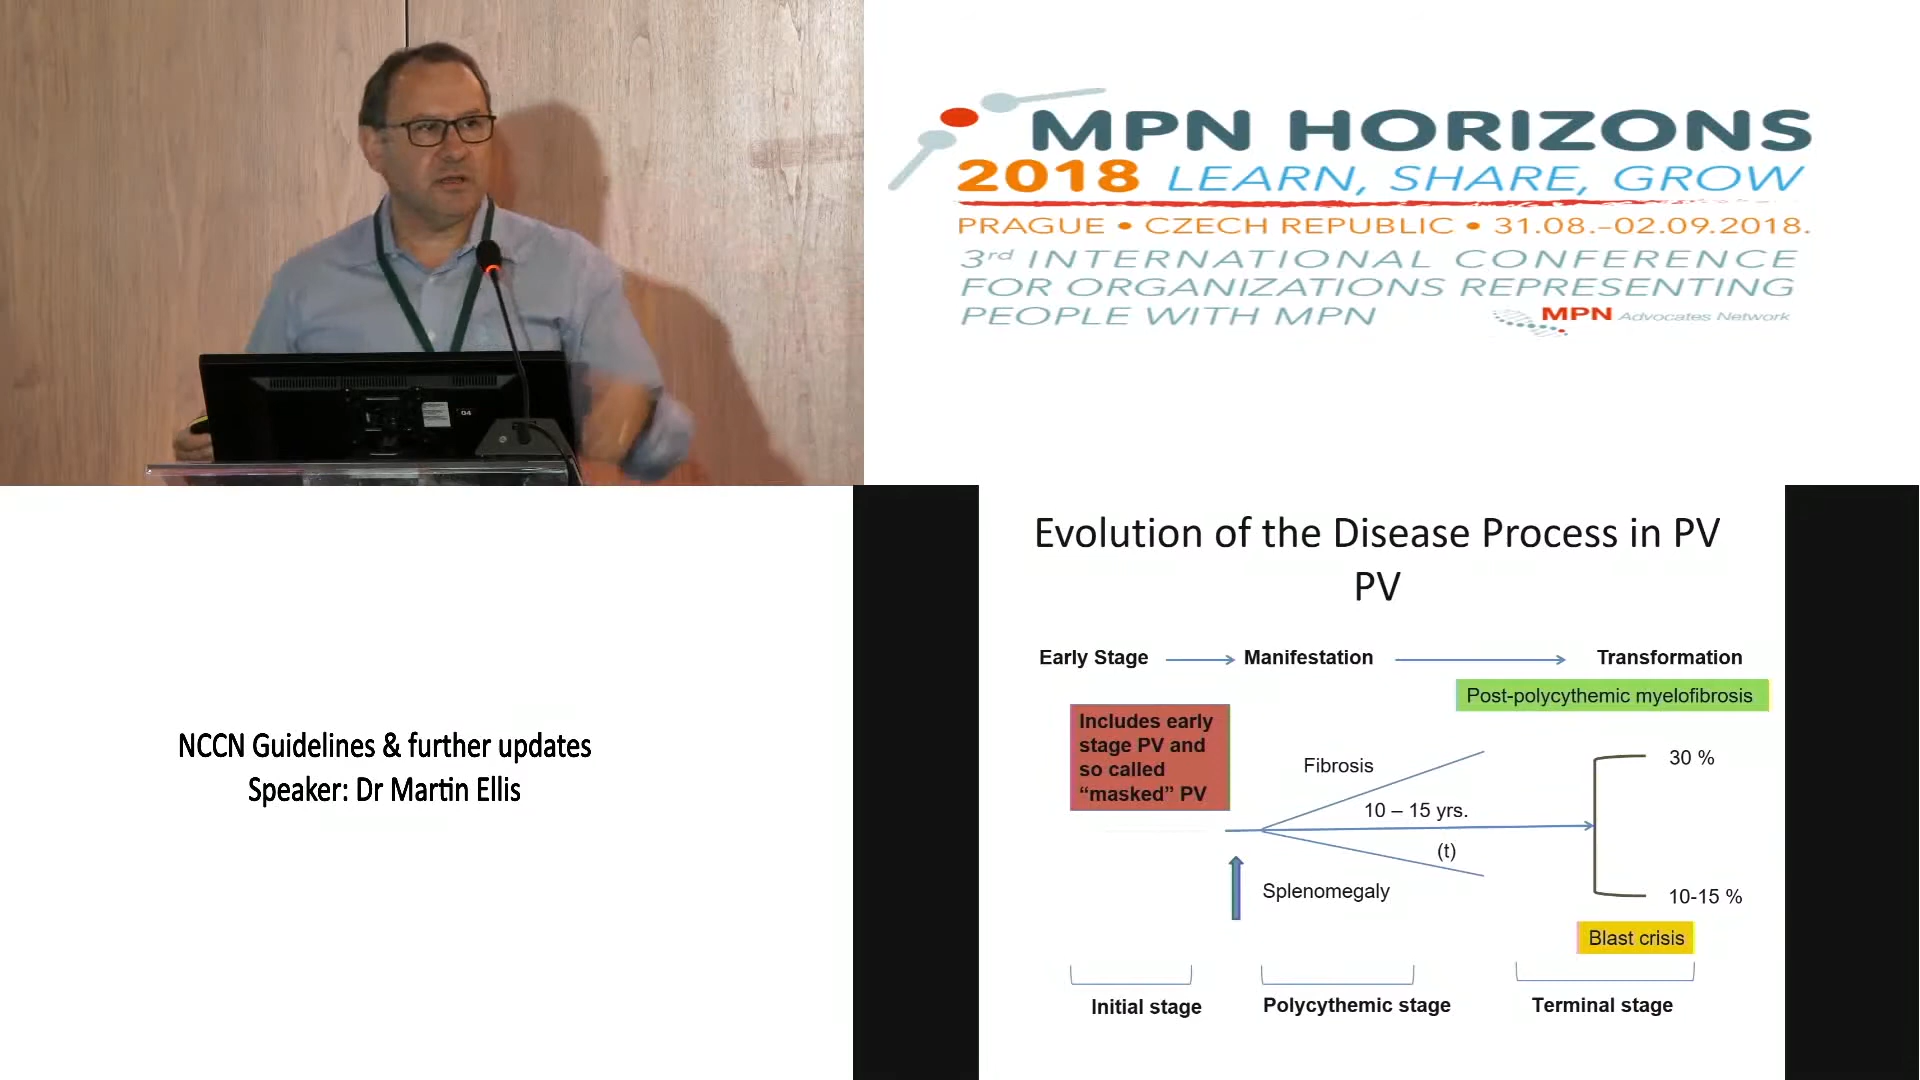 MPN HORIZONS
2018 LEARN, SHARE, GROW
PRAGUE • CZECH REPUBLIC • 31.08.–02.09.2018.
3rd INTERNATIONAL CONFERENCE
FOR ORGANIZATIONS REPRESENTING
PEOPLE WITH MPN
MPN Advocates Network
04
NCCN Guidelines & further updates
Speaker: Dr Martin Ellis
Evolution of the Disease Process in PV
PV
Early Stage
Manifestation
Transformation
Post-polycythemic myelofibrosis
Includes early
stage PV and
so called
“masked” PV
Fibrosis
30 %
10 – 15 yrs.
(t)
Splenomegaly
10-15 %
Blast crisis
Initial stage
Polycythemic stage
Terminal stage